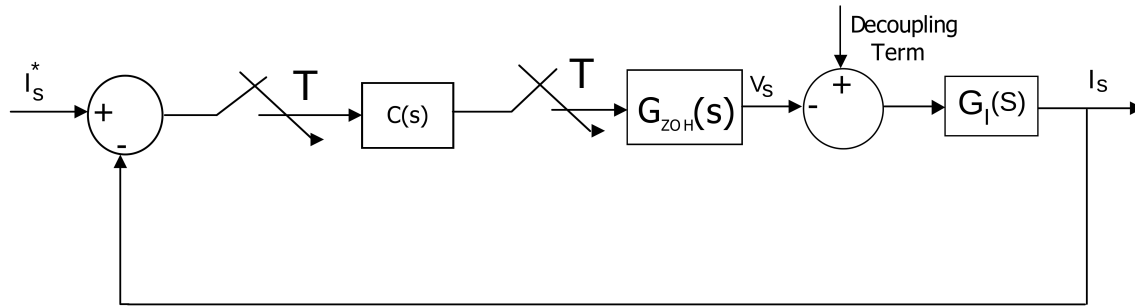 I*s
+
-
T
C(s)
T
GZOH(s)
Vs
Decoupling
Term
+
-
GI(S)
Is